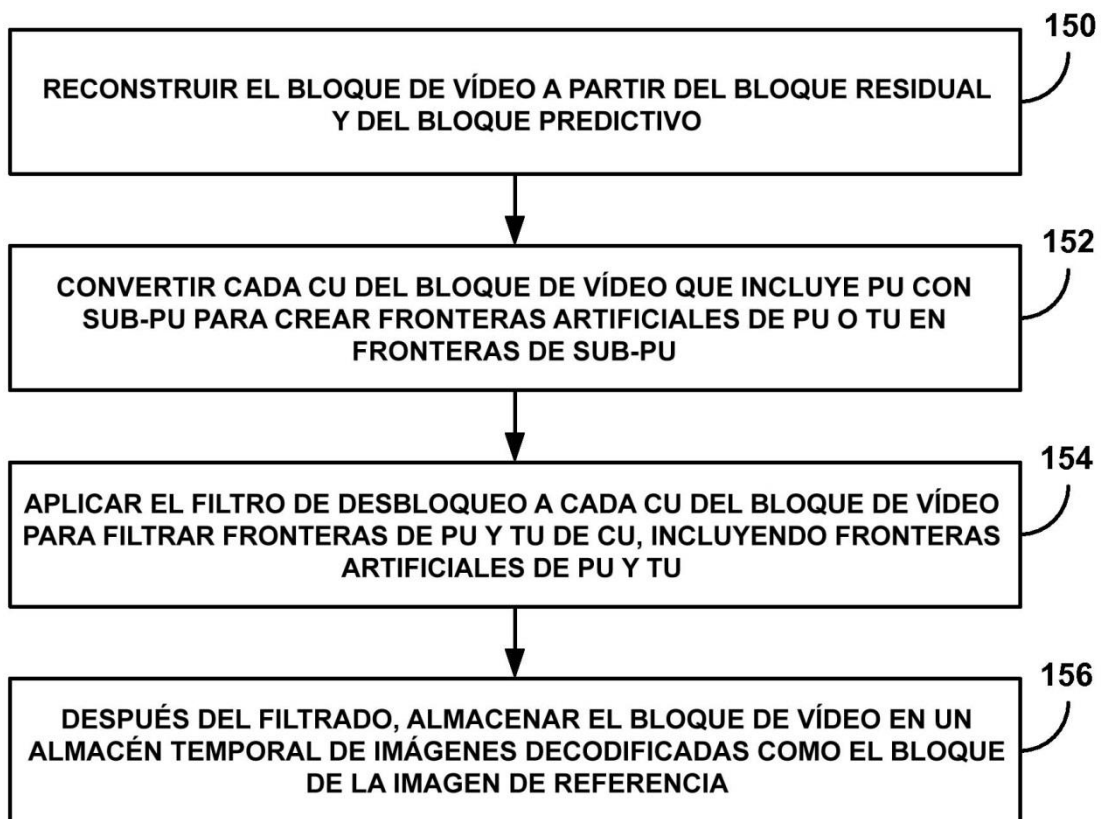 150
RECONSTRUIR EL BLOQUE DE VÍDEO A PARTIR DEL BLOQUE RESIDUAL
Y DEL BLOQUE PREDICTIVO
152
CONVERTIR CADA CU DEL BLOQUE DE VÍDEO QUE INCLUYE PU CON
SUB-PU PARA CREAR FRONTERAS ARTIFICIALES DE PU O TU EN
FRONTERAS DE SUB-PU
154
APLICAR EL FILTRO DE DESBLOQUEO A CADA CU DEL BLOQUE DE VÍDEO
PARA FILTRAR FRONTERAS DE PU Y TU DE CU, INCLUYENDO FRONTERAS
ARTIFICIALES DE PU Y TU
156
DESPUÉS DEL FILTRADO, ALMACENAR EL BLOQUE DE VÍDEO EN UN
ALMACÉN TEMPORAL DE IMÁGENES DECODIFICADAS COMO EL BLOQUE
DE LA IMAGEN DE REFERENCIA